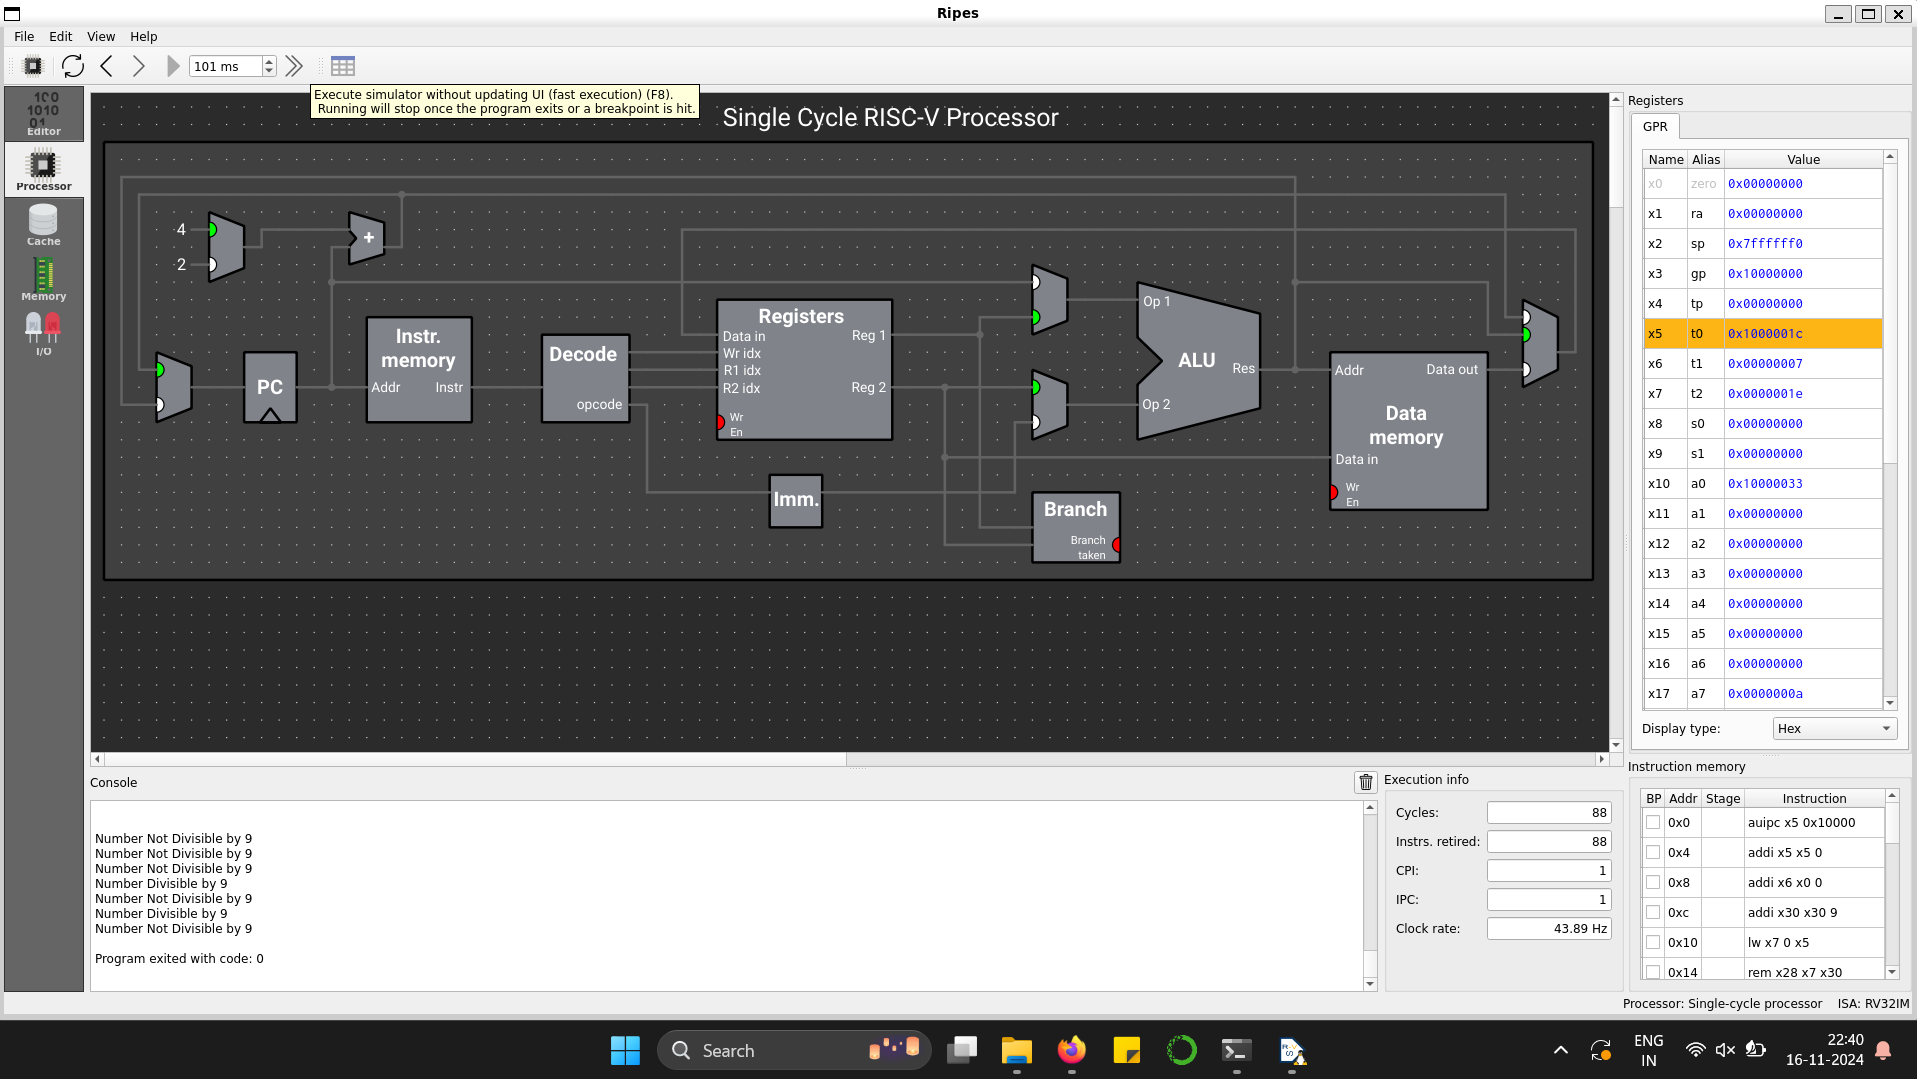 Ripes
File Edit View Help
101 ms
Execute simulator without updating UI (fast execution) (F8).
Running will stop once the program exits or a breakpoint is hit.
Editor
Processor
Cache
Memory
I/O
Single Cycle RISC-V Processor
4
2
+
PC
Instr.
memory
Addr Instr
Decode
opcode
Registers
Data in Reg 1
Wr idx
R1 idx
R2 idx Reg 2
Wr
En
Imm.
Op 1
ALU
Res
Op 2
Branch
Branch
taken
Addr Data out
Data
memory
Data in
Wr
En
Registers
GPR
Name Alias Value
x0 zero 0x00000000
x1 ra 0x00000000
x2 sp 0x7ffffff0
x3 gp 0x10000000
x4 tp 0x00000000
x5 t0 0x1000001c
x6 t1 0x00000007
x7 t2 0x0000001e
x8 s0 0x00000000
x9 s1 0x00000000
x10 a0 0x10000033
x11 a1 0x00000000
x12 a2 0x00000000
x13 a3 0x00000000
x14 a4 0x00000000
x15 a5 0x00000000
x16 a6 0x00000000
x17 a7 0x0000000a
Display type: Hex
Console
Number Not Divisible by 9
Number Not Divisible by 9
Number Not Divisible by 9
Number Divisible by 9
Number Not Divisible by 9
Number Divisible by 9
Number Not Divisible by 9
Program exited with code: 0
Execution info
Cycles: 88
Instrs. retired: 88
CPI: 1
IPC: 1
Clock rate: 43.89 Hz
Instruction memory
BP Addr Stage Instruction
0x0 auipc x5 0x10000
0x4 addi x5 x5 0
0x8 addi x6 x0 0
0xc addi x30 x30 9
0x10 lw x7 0 x5
0x14 rem x28 x7 x30
Processor: Single-cycle processor ISA: RV32IM
Search
ENG
IN
22:40
16-11-2024